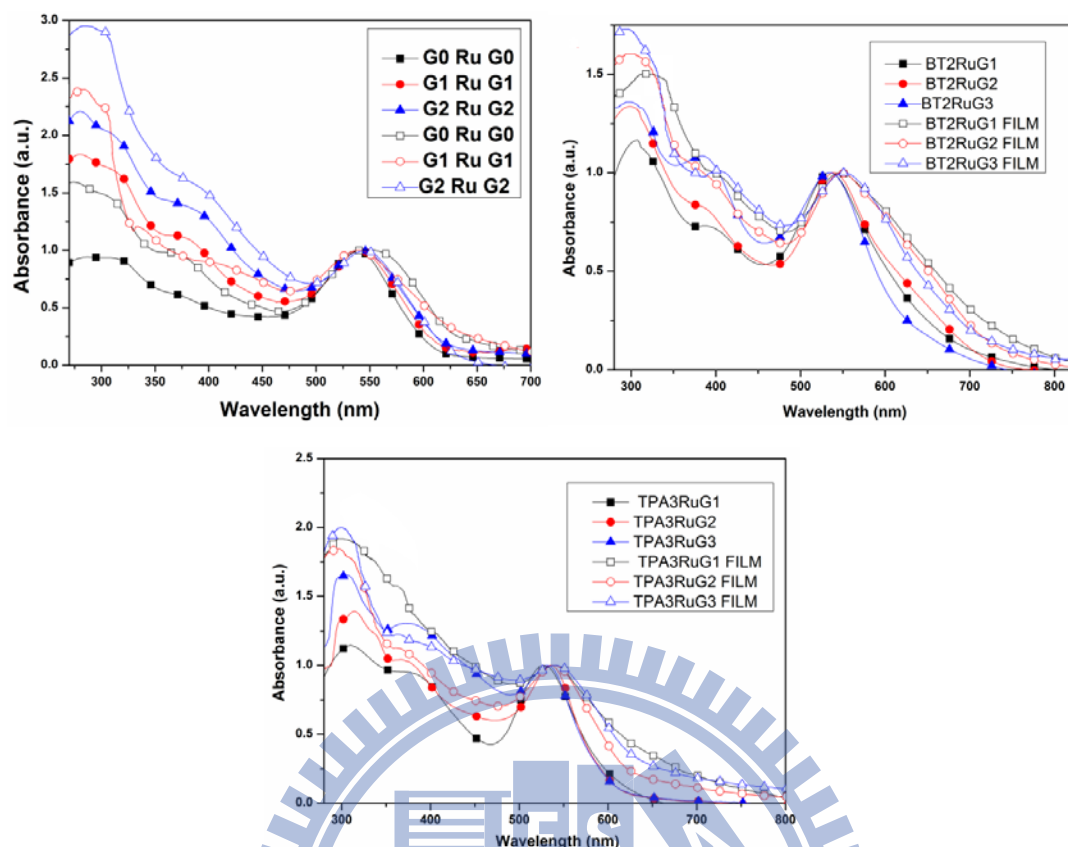 3.0
2.5
2.0
1.5
1.0
0.5
0.0
Absorbance (a.u.)
G0 Ru G0
G1 Ru G1
G2 Ru G2
G0 Ru G0
G1 Ru G1
G2 Ru G2
300 350 400 450 500 550 600 650 700
Wavelength (nm)
1.5
1.0
0.5
0.0
Absorbance (a.u.)
BT2RuG1
BT2RuG2
BT2RuG3
BT2RuG1 FILM
BT2RuG2 FILM
BT2RuG3 FILM
300 400 500 600 700 800
Wavelength (nm)
2.5
2.0
1.5
1.0
0.5
0.0
Absorbance (a.u.)
TPA3RuG1
TPA3RuG2
TPA3RuG3
TPA3RuG1 FILM
TPA3RuG2 FILM
TPA3RuG3 FILM
300 400 500 600 700 800
Wavelength (nm)